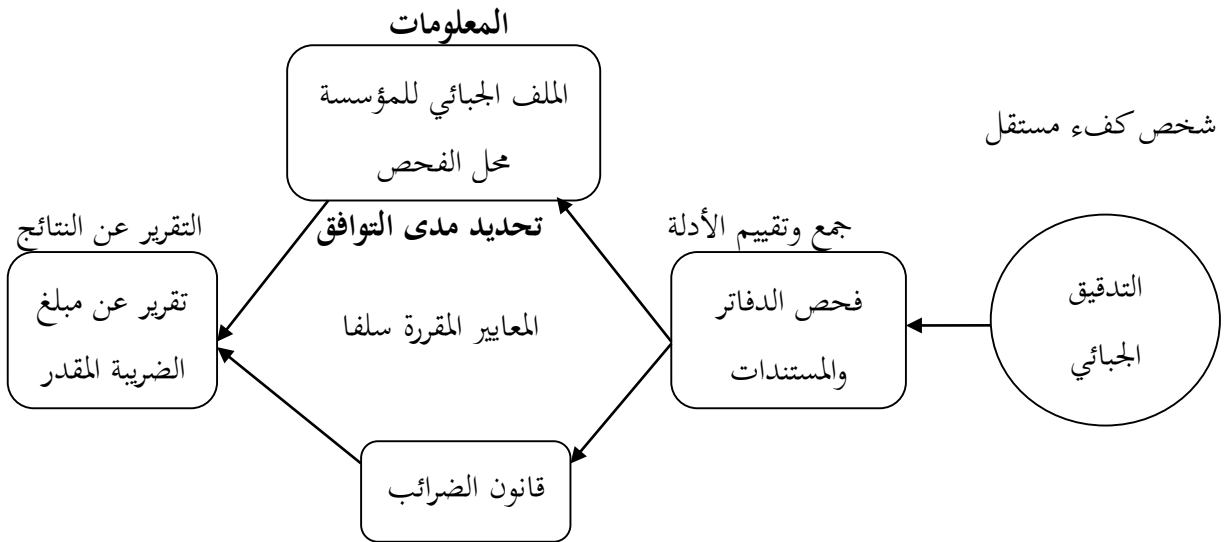 المعلومات
الملف الجبائي للمؤسسة
محل الفحص
شخص كفء مستقل
تحديد مدى التوافق
جمع وتقييم الأدلة
التقرير عن النتائج
التدقيق
الجبائي
فحص الدفاتر
والمستندات
المعايير المقررة سلفا
تقرير عن مبلغ
الضريبة المقدر
قانون الضرائب